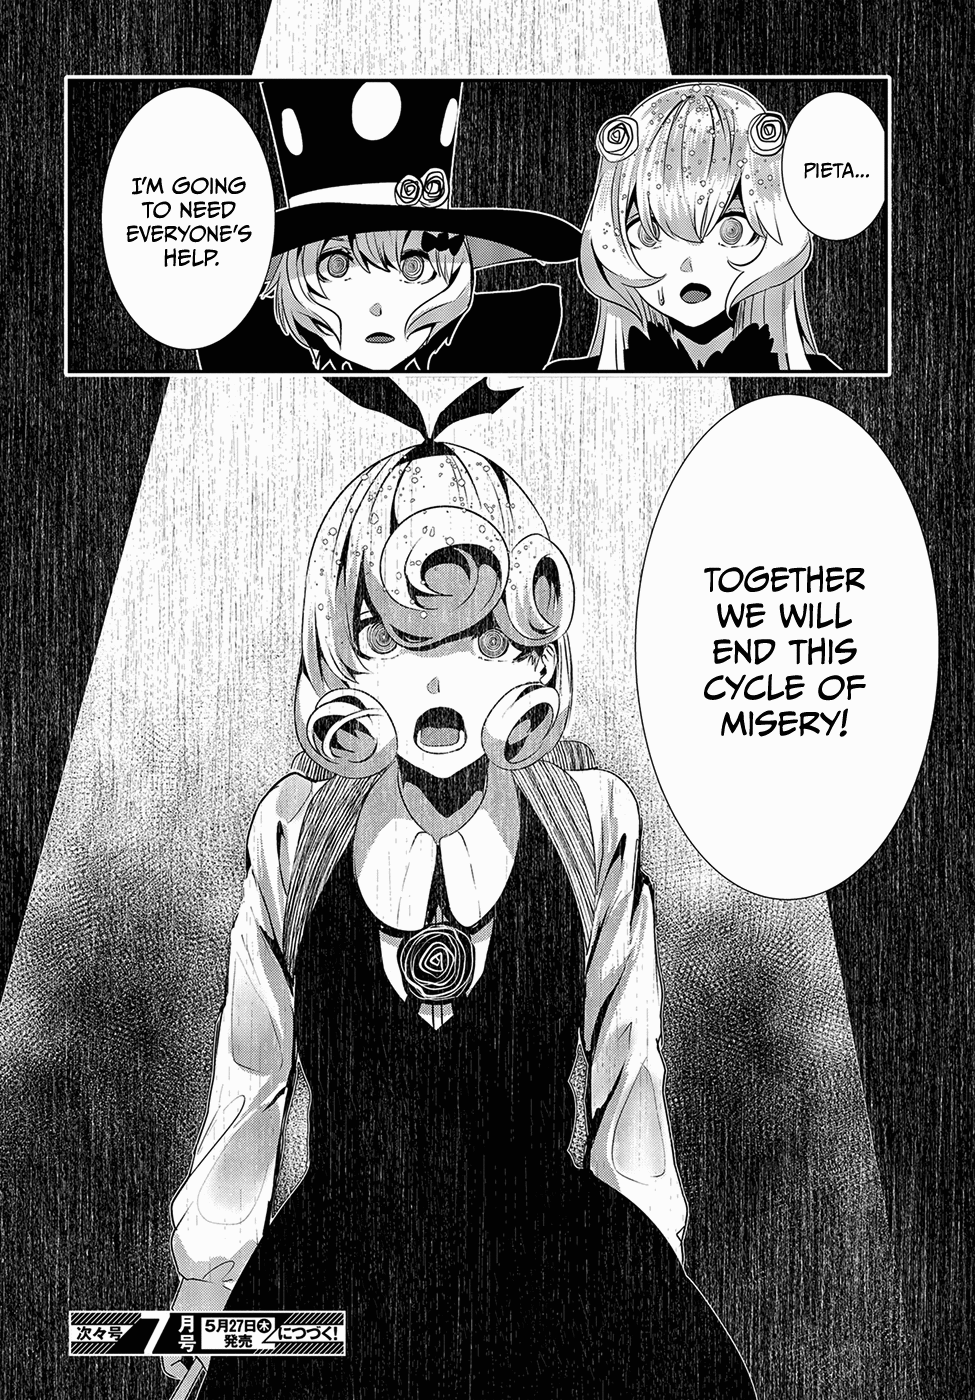 PIETA...
I'M GOING
TO NEED
EVERYONE'S
HELP.
TOGETHER
WE WILL
END THIS
CYCLE OF
MISERY!
次々号 7月号 5月27日(木)発売 につづく!